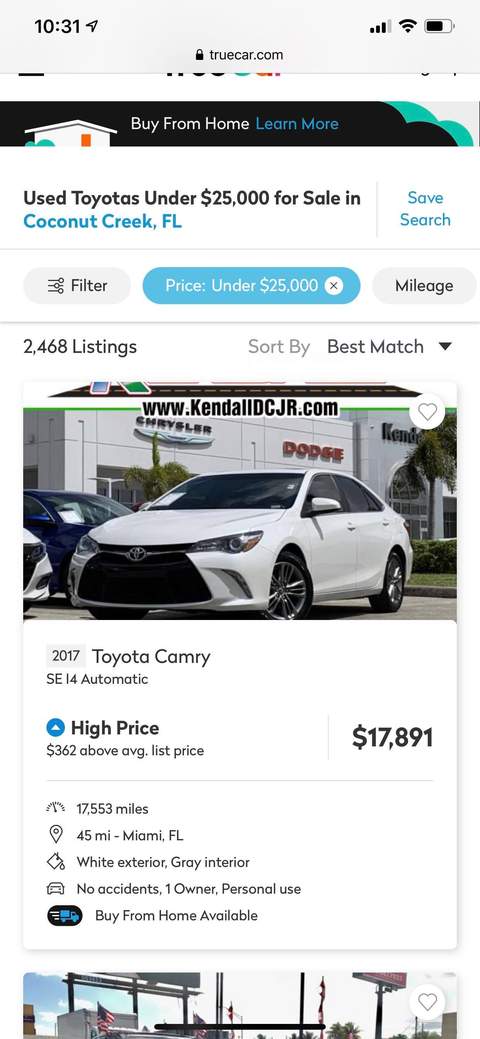 10:31
truecar.com
Buy From Home Learn More
Used Toyotas Under $25,000 for Sale in
Coconut Creek, FL
Save
Search
Filter
Price: Under $25,000
Mileage
2,468 Listings
Sort By Best Match
www.KendallDCJR.com
CHRYSLER
DODGE
2017 Toyota Camry
SE I4 Automatic
High Price
$362 above avg. list price
$17,891
17,553 miles
45 mi - Miami, FL
White exterior, Gray interior
No accidents, 1 Owner, Personal use
Buy From Home Available